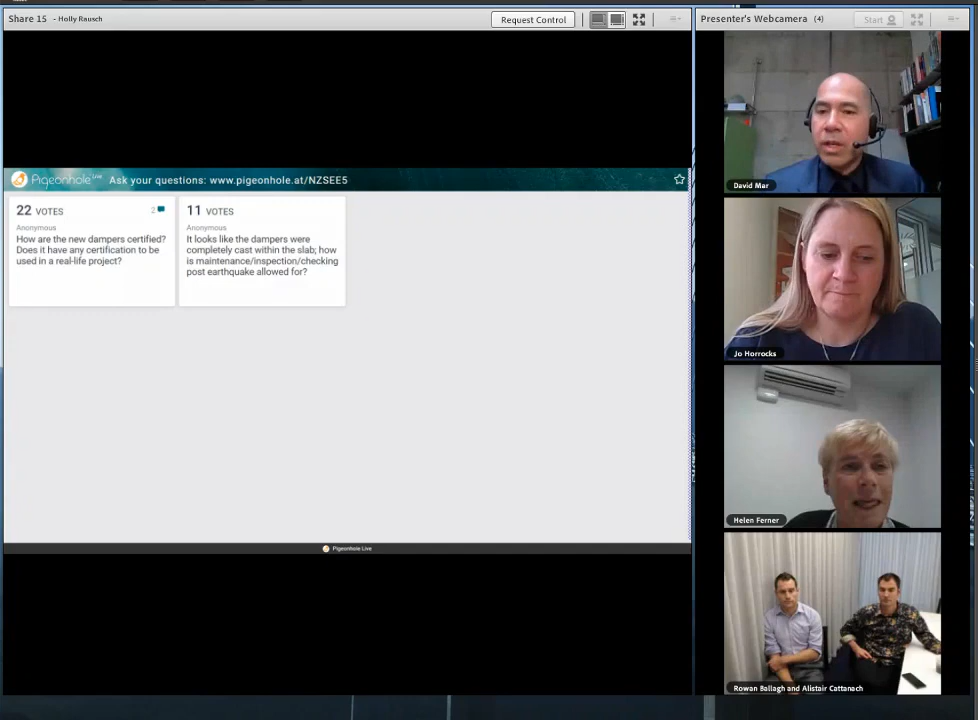 Share 15 - Holly Rausch
Request Control
Presenter's Webcamera (4)
Start
Pigeonhole Live
Ask your questions: www.pigeonhole.at/NZSEE5
22 VOTES
2
Anonymous
How are the new dampers certified?
Does it have any certification to be
used in a real-life project?
11 VOTES
Anonymous
It looks like the dampers were
completely cast within the slab; how
is maintenance/inspection/checking
post earthquake allowed for?
Pigeonhole Live
David Mar
Jo Horrocks
Helen Ferner
Rowan Ballagh and Alistair Cattanach